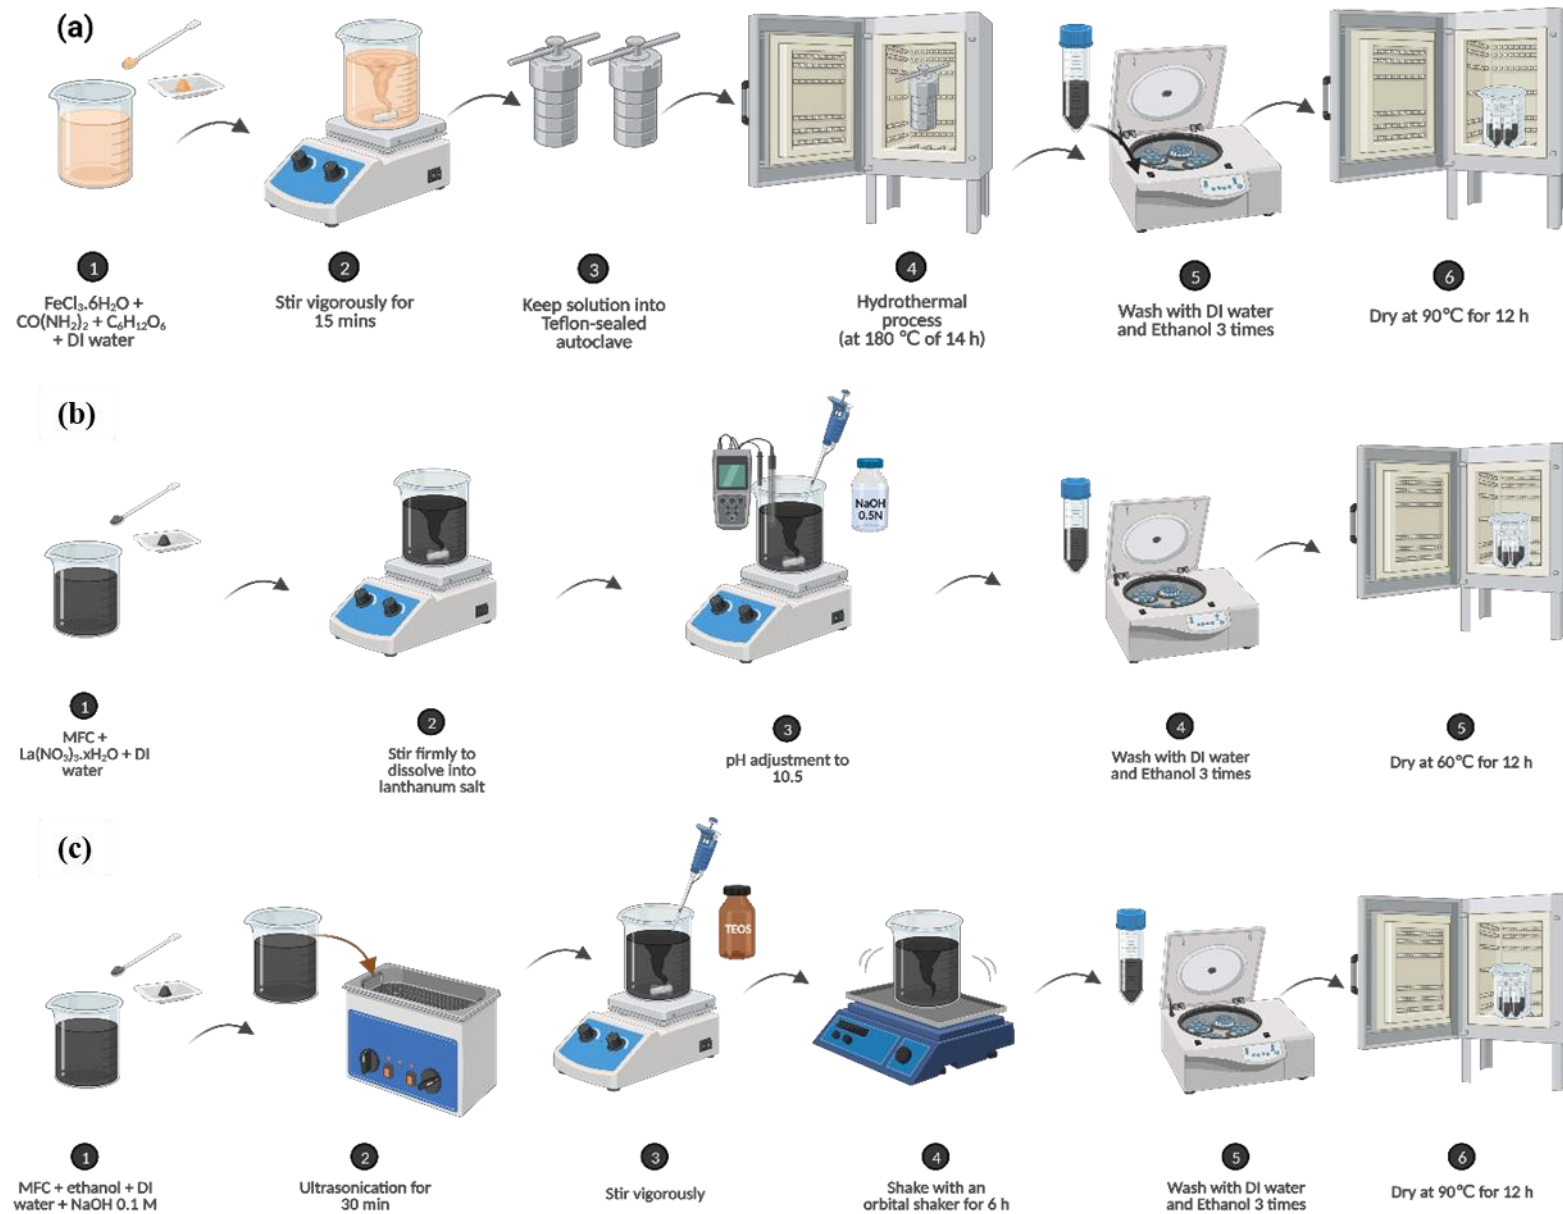 (a)
1
FeCl₃.6H₂O +
CO(NH₂)₂ + C₆H₁₂O₆
+ DI water
2
Stir vigorously for
15 mins
3
Keep solution into
Teflon-sealed
autoclave
4
Hydrothermal
process
(at 180 °C of 14 h)
5
Wash with DI water
and Ethanol 3 times
6
Dry at 90°C for 12 h
(b)
NaOH
0.5N
1
MFC +
La(NO₃)₃.xH₂O + DI
water
2
Stir firmly to
dissolve into
lanthanum salt
3
pH adjustment to
10.5
4
Wash with DI water
and Ethanol 3 times
5
Dry at 60°C for 12 h
(c)
TEOS
1
MFC + ethanol + DI
water + NaOH 0.1 M
2
Ultrasonication for
30 min
3
Stir vigorously
4
Shake with an
orbital shaker for 6 h
5
Wash with DI water
and Ethanol 3 times
6
Dry at 90°C for 12 h